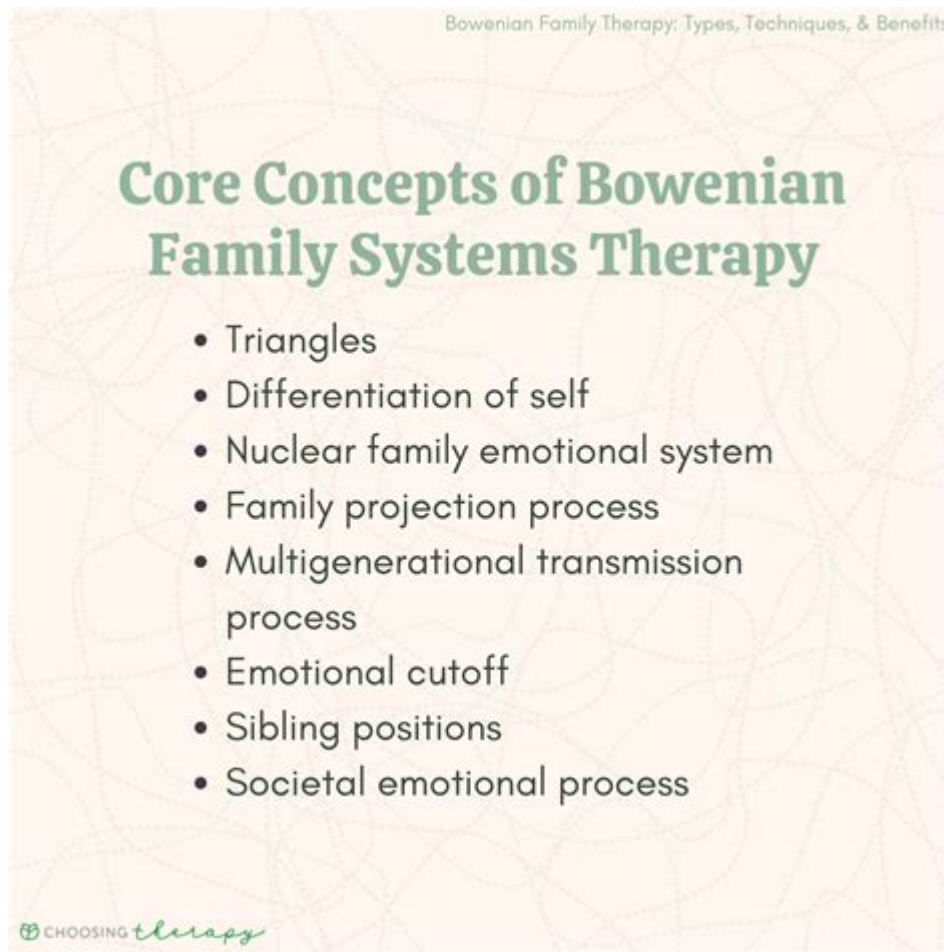 Bowenian Family Therapy: Types, Techniques, & Benefits
Core Concepts of Bowenian
Family Systems Therapy
• Triangles
• Differentiation of self
• Nuclear family emotional system
• Family projection process
• Multigenerational transmission
process
• Emotional cutoff
• Sibling positions
• Societal emotional process
CHOOSING therapy